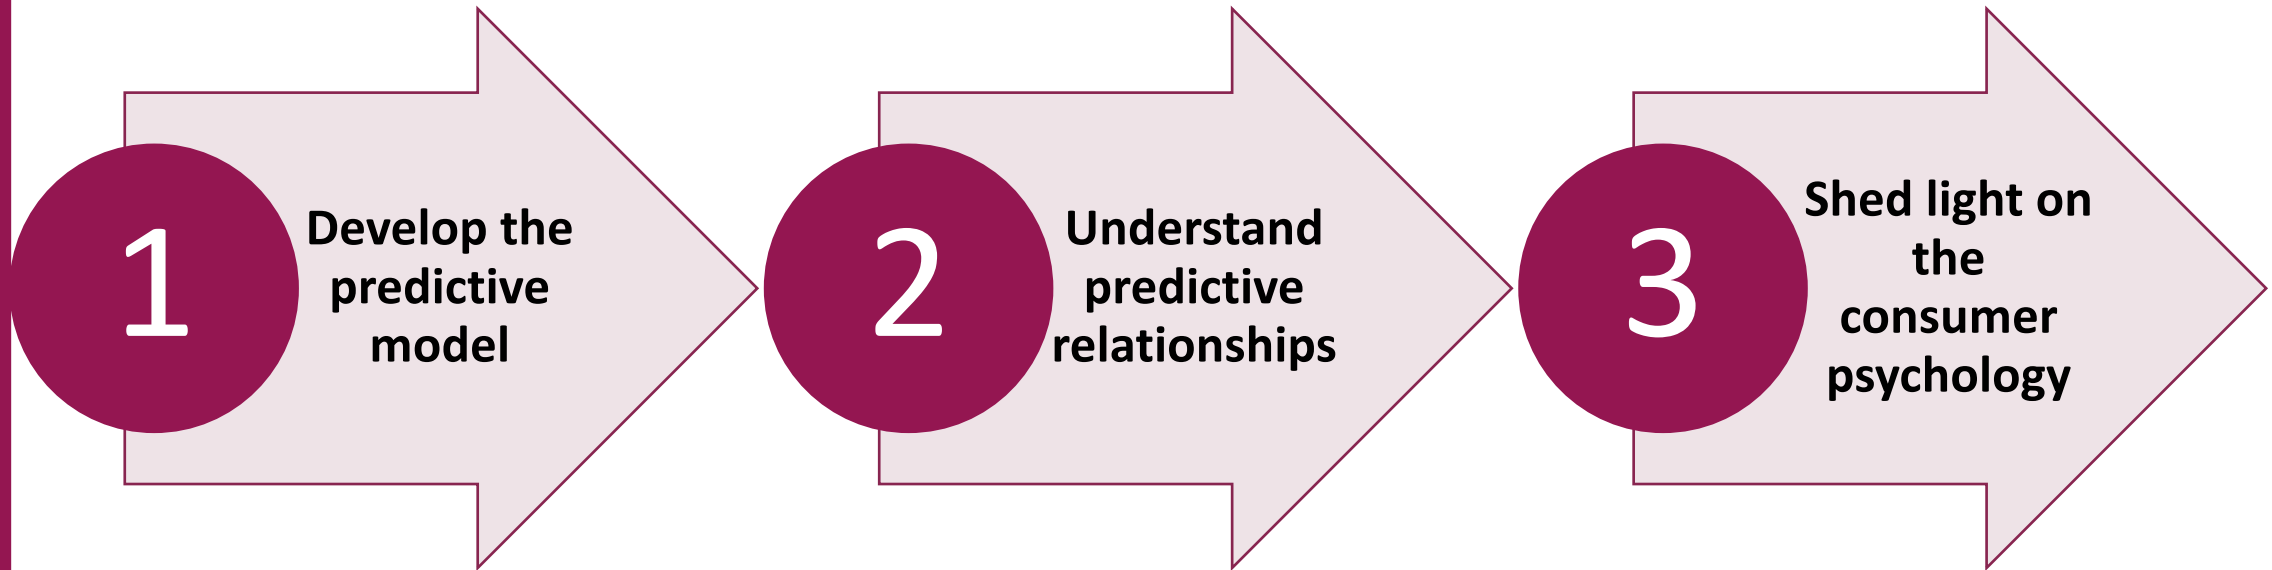 1
Develop the
predictive
model
2
Understand
predictive
relationships
3
Shed light on
the
consumer
psychology